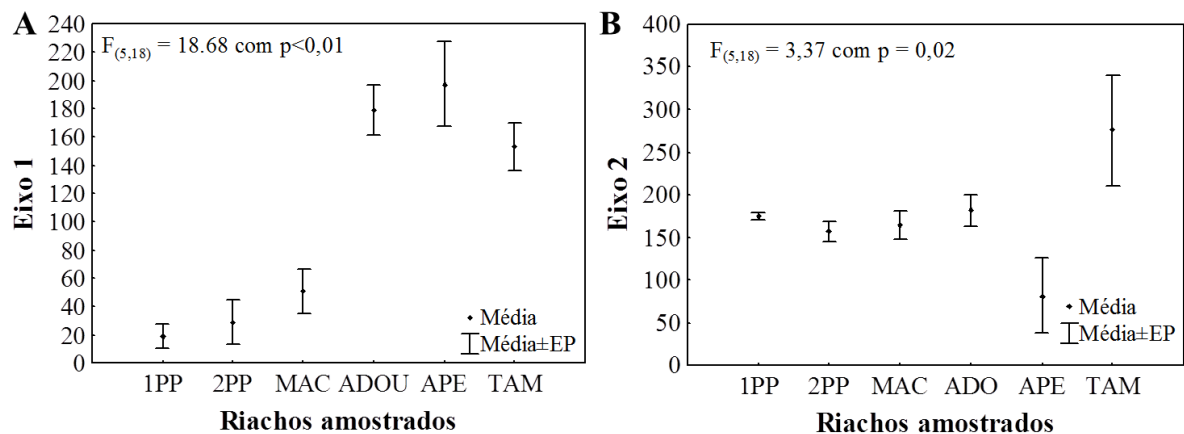 A
F(5,18) = 18.68 com p<0,01
Eixo 1
240
220
200
180
160
140
120
100
80
60
40
20
0
Média
Média±EP
1PP 2PP MAC ADOU APE TAM
Riachos amostrados
B
F(5,18) = 3,37 com p = 0,02
Eixo 2
400
350
300
250
200
150
100
50
0
Média
Média±EP
1PP 2PP MAC ADO APE TAM
Riachos amostrados